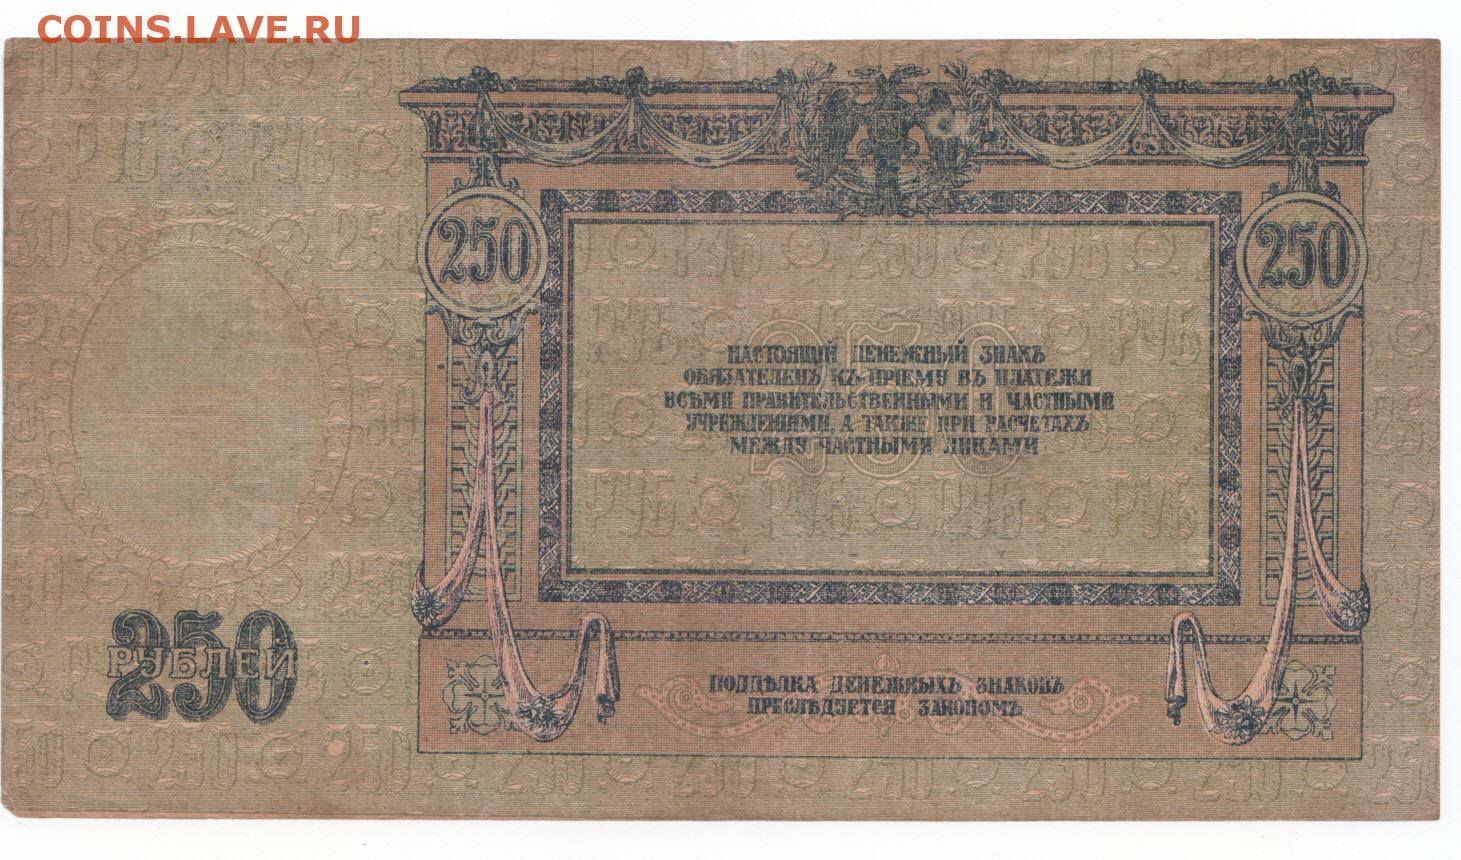 COINS.LAVE.RU
250
250
250
НАСТОЯЩІЙ ДЕНЕЖНЫЙ ЗНАКЪ
ОБЯЗАТЕЛЕНЪ КЪ ПРІЕМУ ВЪ ПЛАТЕЖИ
ВСѢМИ ПРАВИТЕЛЬСТВЕННЫМИ И ЧАСТНЫМИ
УЧРЕЖДЕНІЯМИ, А ТАКЖЕ ПРИ РАСЧЕТАХЪ
МЕЖДУ ЧАСТНЫМИ ЛИЦАМИ
250
РУБЛЕЙ
ПОДДѢЛКА ДЕНЕЖНЫХЪ ЗНАКОВЪ
ПРЕСЛѢДУЕТСЯ ЗАКОНОМЪ